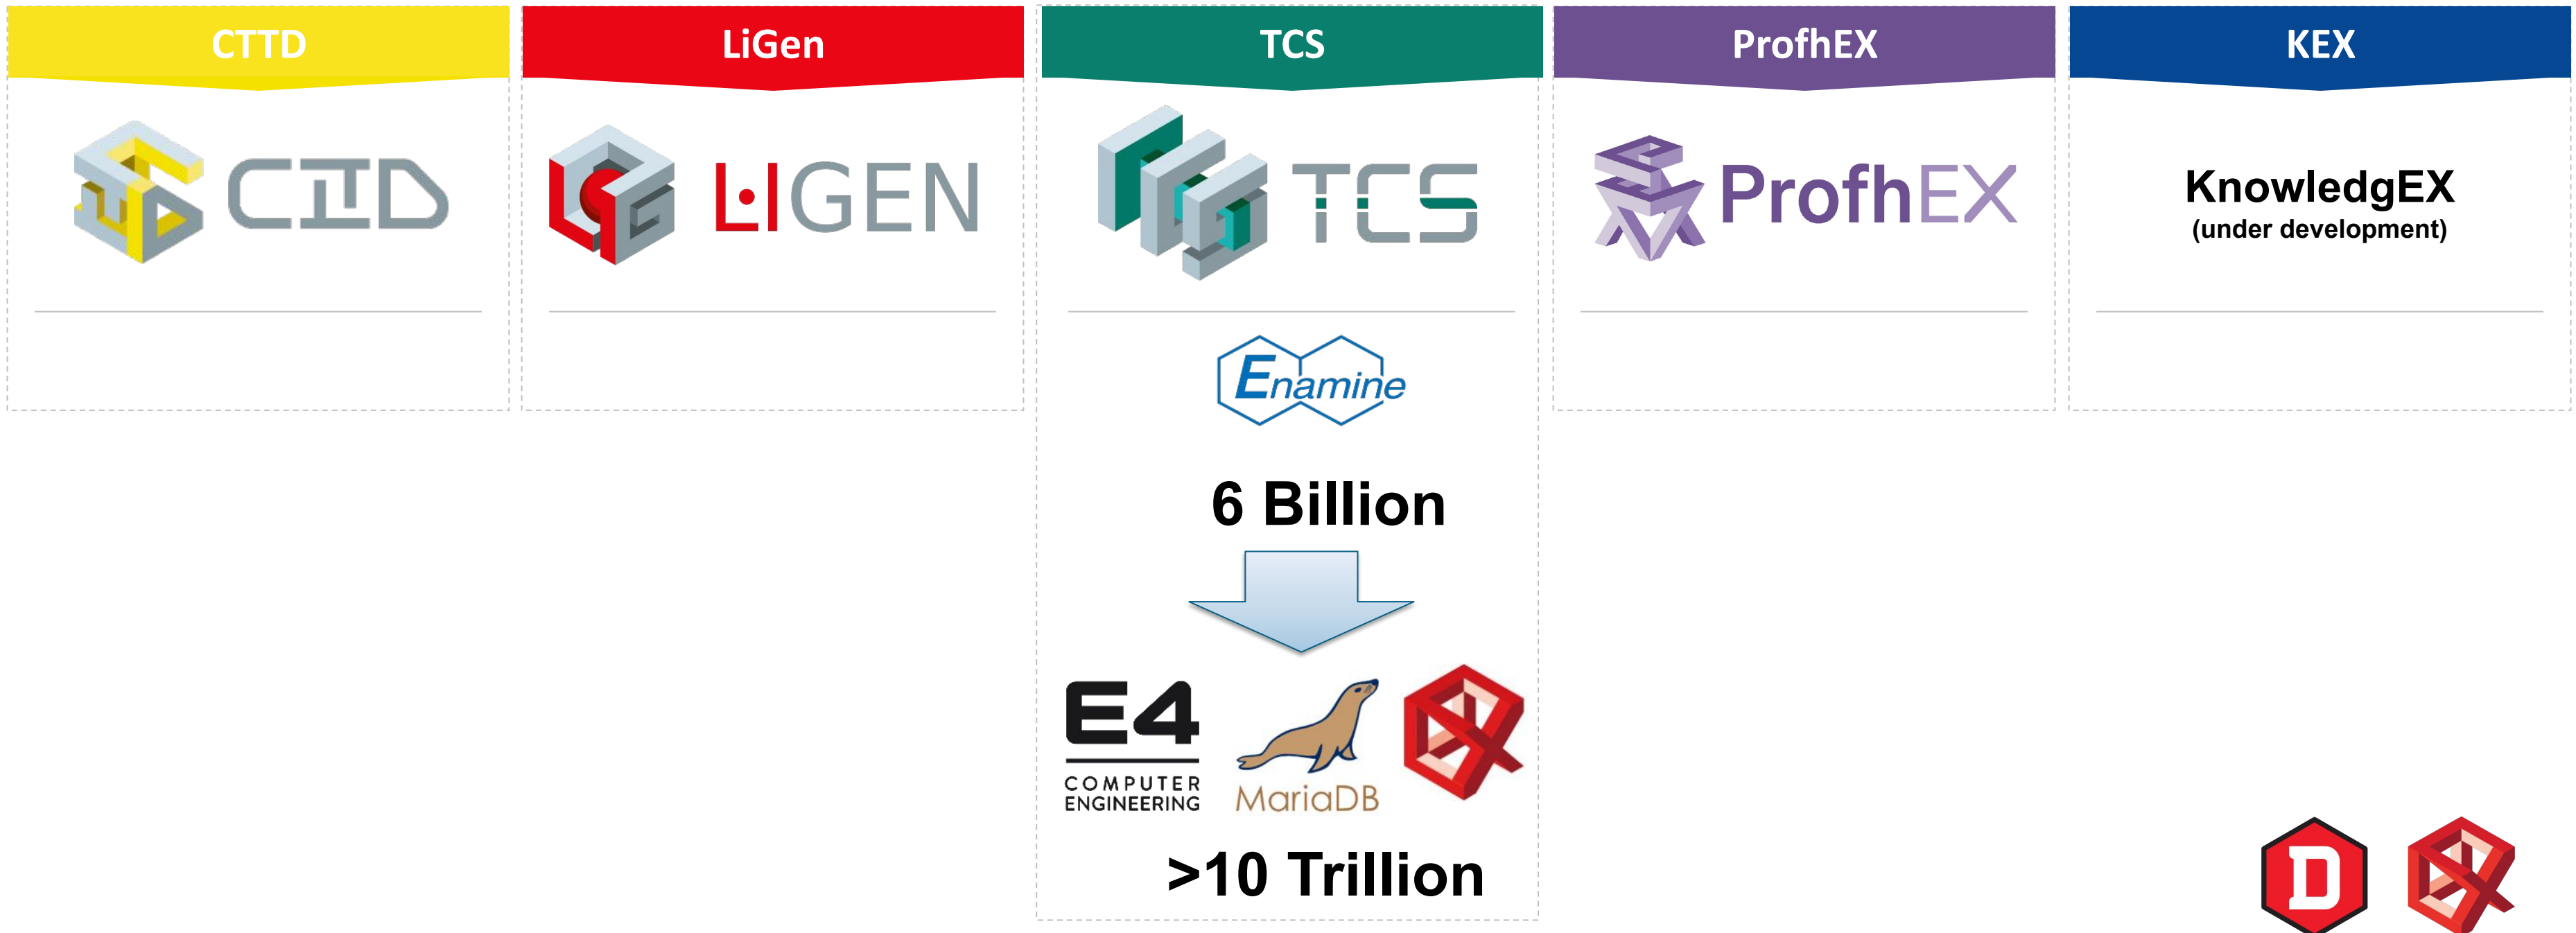 CTTD
LiGen
TCS
ProfhEX
KEX
CTTD
LIGEN
TCS
ProfhEX
KnowledgEX
(under development)
Enamine
6 Billion
E4
COMPUTER
ENGINEERING
MariaDB
>10 Trillion
D